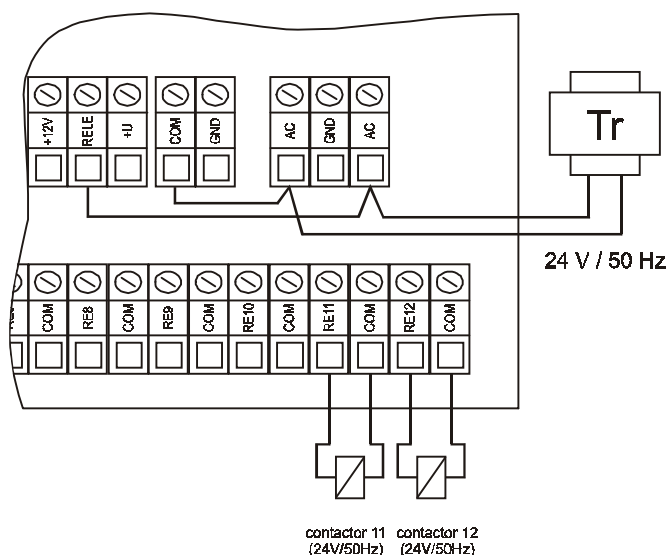 +12V RELE +U COM GND AC GND AC
Tr
24 V / 50 Hz
COM RE8 COM RE9 COM RE10 COM RE11 COM RE12 COM
contactor 11 contactor 12
(24V/50Hz) (24V/50Hz)